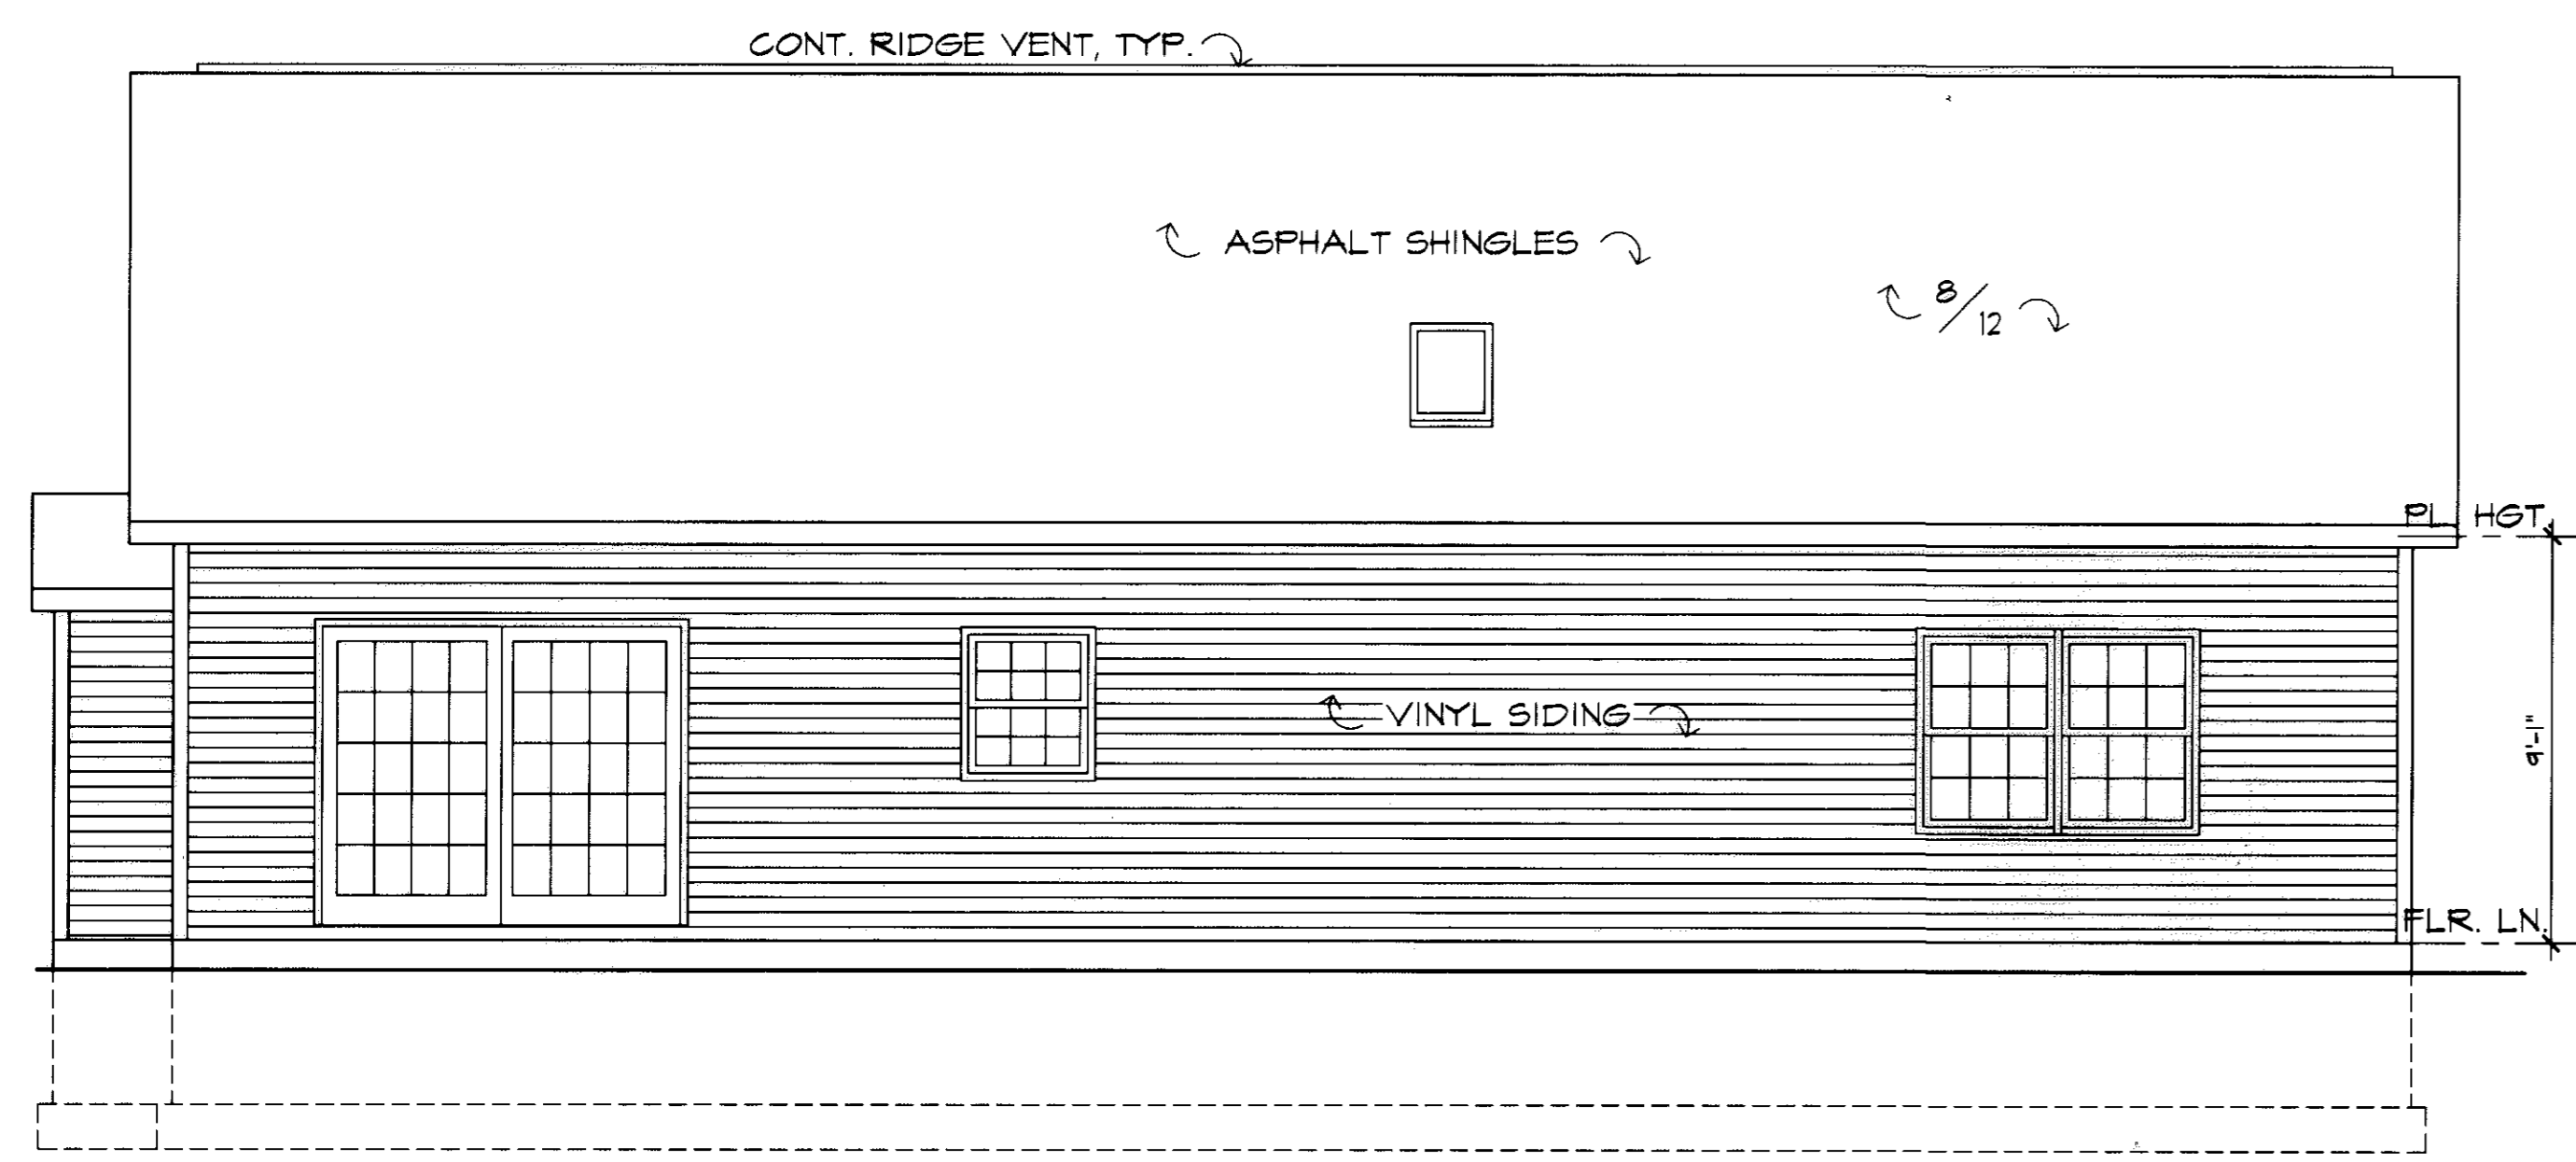 CONT. RIDGE VENT, TYP.
ASPHALT SHINGLES
8/12
PL. HGT.
VINYL SIDING
9'-1"
FLR. LN.